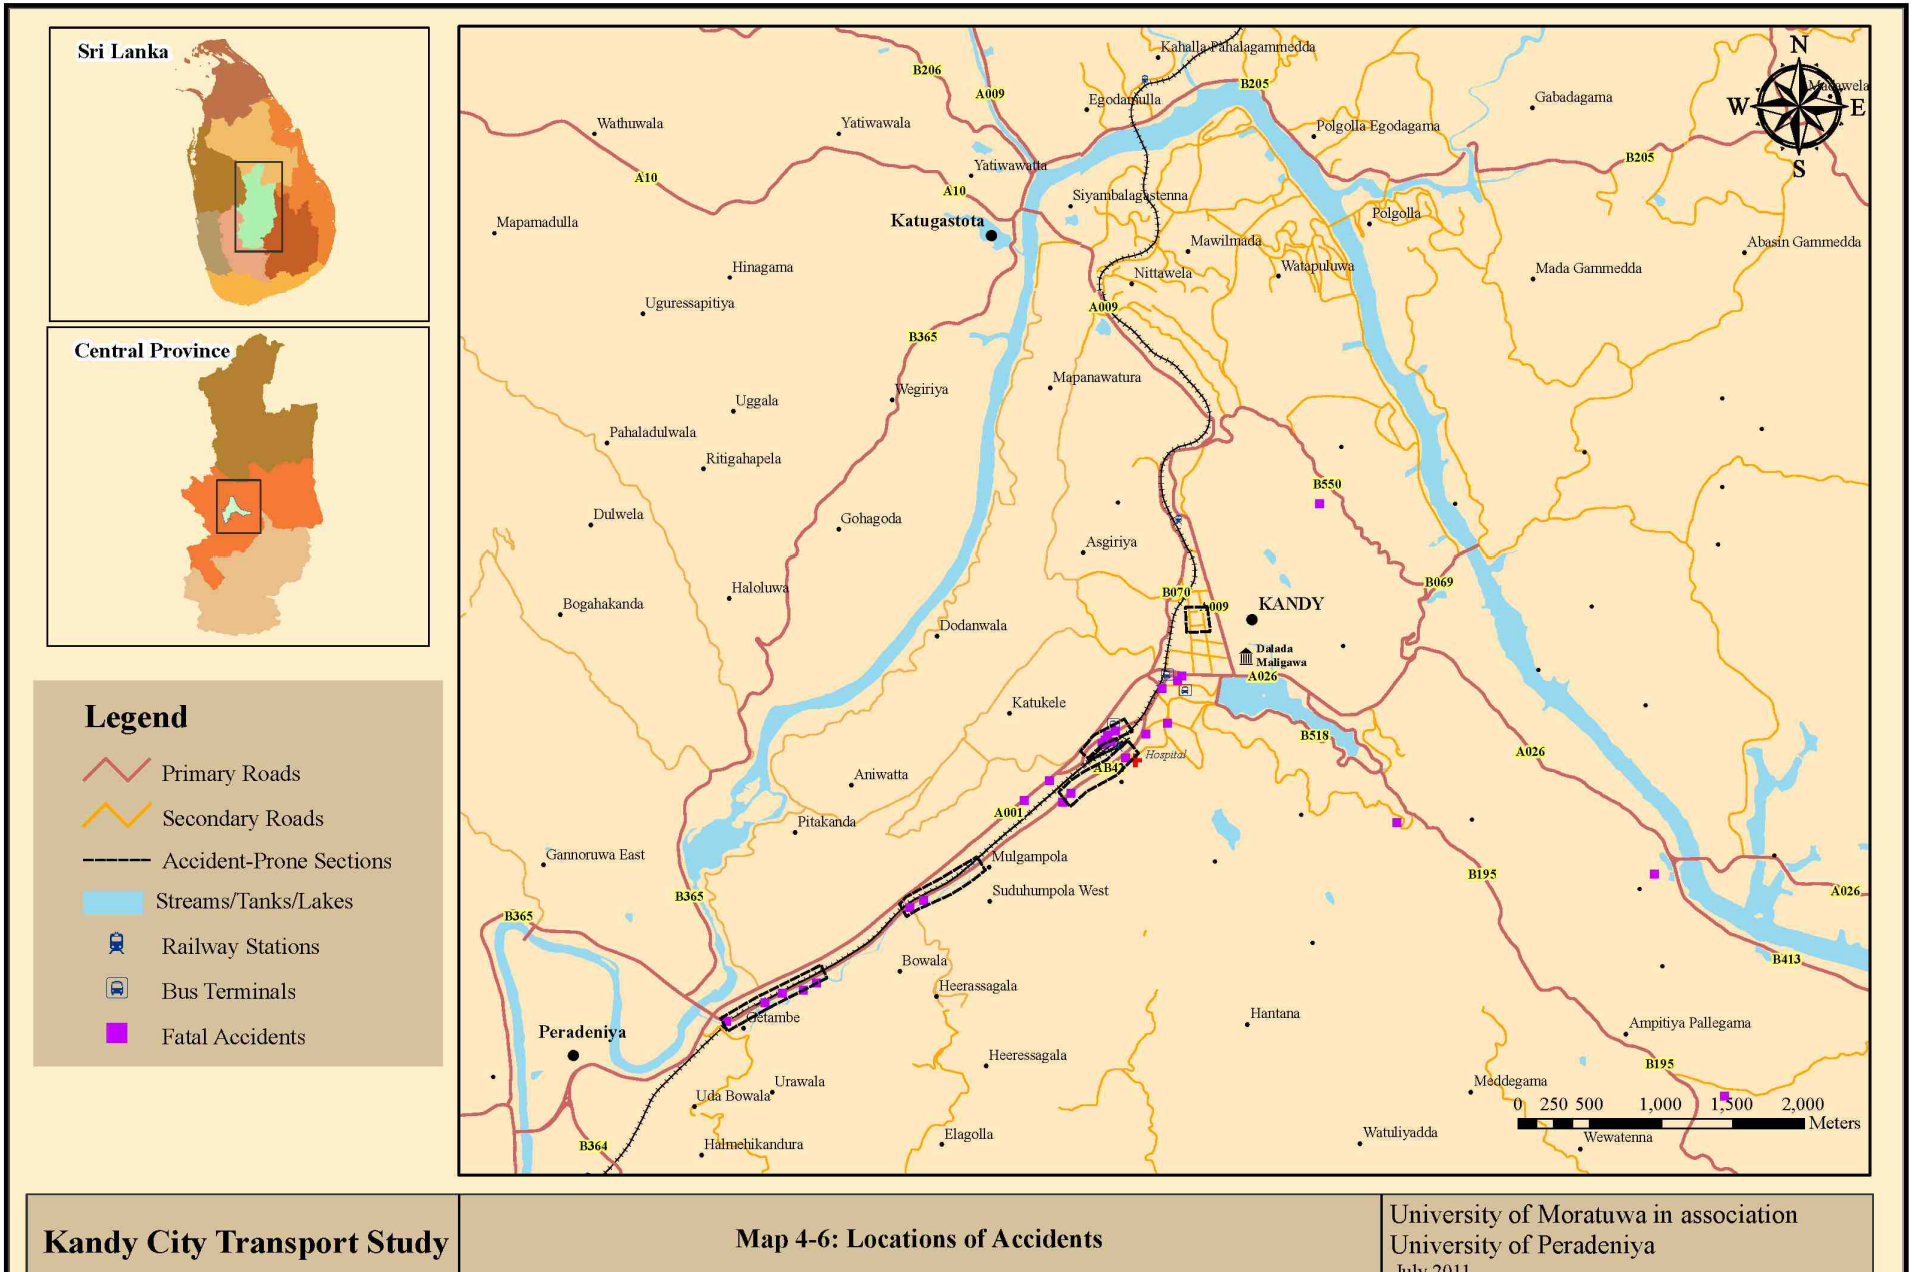 Sri Lanka
Central Province
Legend
Primary Roads
Secondary Roads
Accident-Prone Sections
Streams/Tanks/Lakes
Railway Stations
Bus Terminals
Fatal Accidents
Kahalla Pahalagammedda
B206
A009
B205
N
Egodamulla
Gabadagama
Madawela
W
E
Wathuwala
Yatiwawala
Polgolla Egodagama
S
Yatiwawatta
B205
A10
A10
Siyambalagastenna
Katugastota
Polgolla
Mapamadulla
Mawilmada
Abasin Gammedda
Hinagama
Nittawela
Watapuluwa
Mada Gammedda
Uguressapitiya
A009
B365
Mapanawatura
Wegiriya
Uggala
Pahaladulwala
Ritigahapela
B550
Dulwela
Gohagoda
Asgiriya
Haloluwa
B070
A009
B069
Bogahakanda
KANDY
Dodanwala
Dalada
Maligawa
A026
Katukele
B518
A026
Hospital
AB42
Aniwatta
A001
Pitakanda
Gannoruwa East
Mulgampola
Suduhumpola West
B195
A026
B365
B365
Bowala
B413
Heerassagala
Getambe
Hantana
Ampitiya Pallegama
Peradeniya
Heeressagala
B195
Urawala
Meddegama
Uda Bowala
0 250 500 1,000 1,500 2,000
Meters
Elagolla
Watuliyadda
Wewatenna
B364
Halmehikandura
Kandy City Transport Study
Map 4-6: Locations of Accidents
University of Moratuwa in association
University of Peradeniya
July 2011